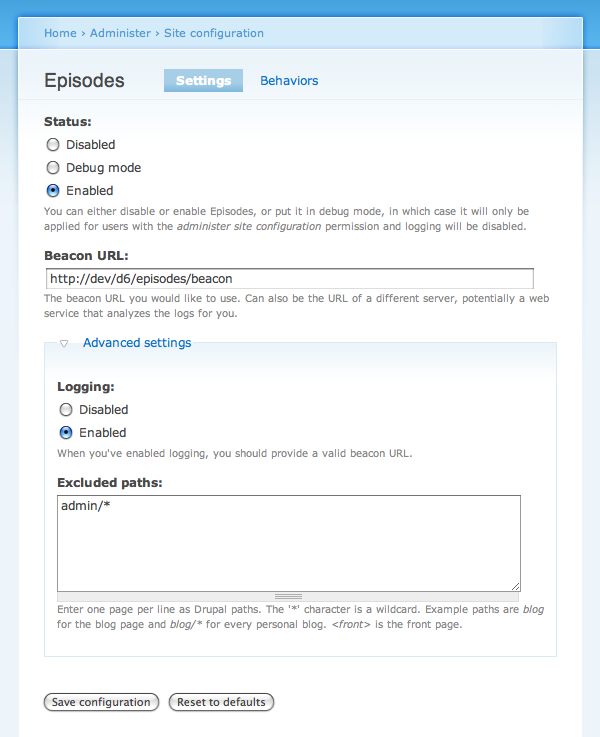 Home › Administer › Site configuration
Episodes Settings Behaviors
Status:
Disabled
Debug mode
Enabled
You can either disable or enable Episodes, or put it in debug mode, in which case it will only be
applied for users with the administer site configuration permission and logging will be disabled.
Beacon URL:
http://dev/d6/episodes/beacon
The beacon URL you would like to use. Can also be the URL of a different server, potentially a web
service that analyzes the logs for you.
Advanced settings
Logging:
Disabled
Enabled
When you've enabled logging, you should provide a valid beacon URL.
Excluded paths:
admin/*
Enter one page per line as Drupal paths. The '*' character is a wildcard. Example paths are blog
for the blog page and blog/* for every personal blog. <front> is the front page.
Save configuration Reset to defaults